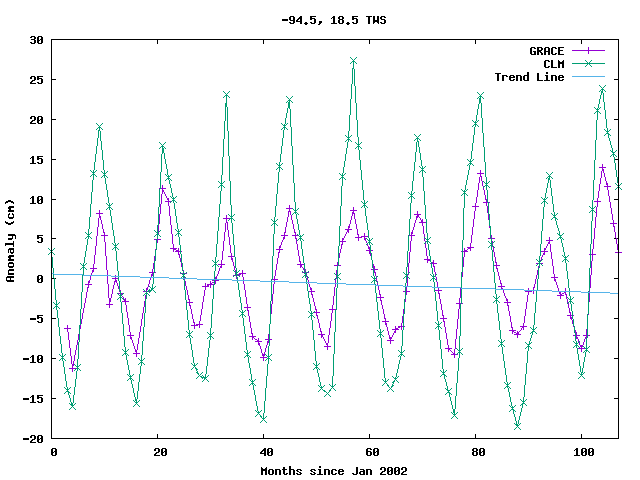 -94.5, 18.5 TWS
GRACE
CLM
Trend Line
30
25
20
15
10
5
0
-5
-10
-15
-20
Anomaly (cm)
0 20 40 60 80 100
Months since Jan 2002